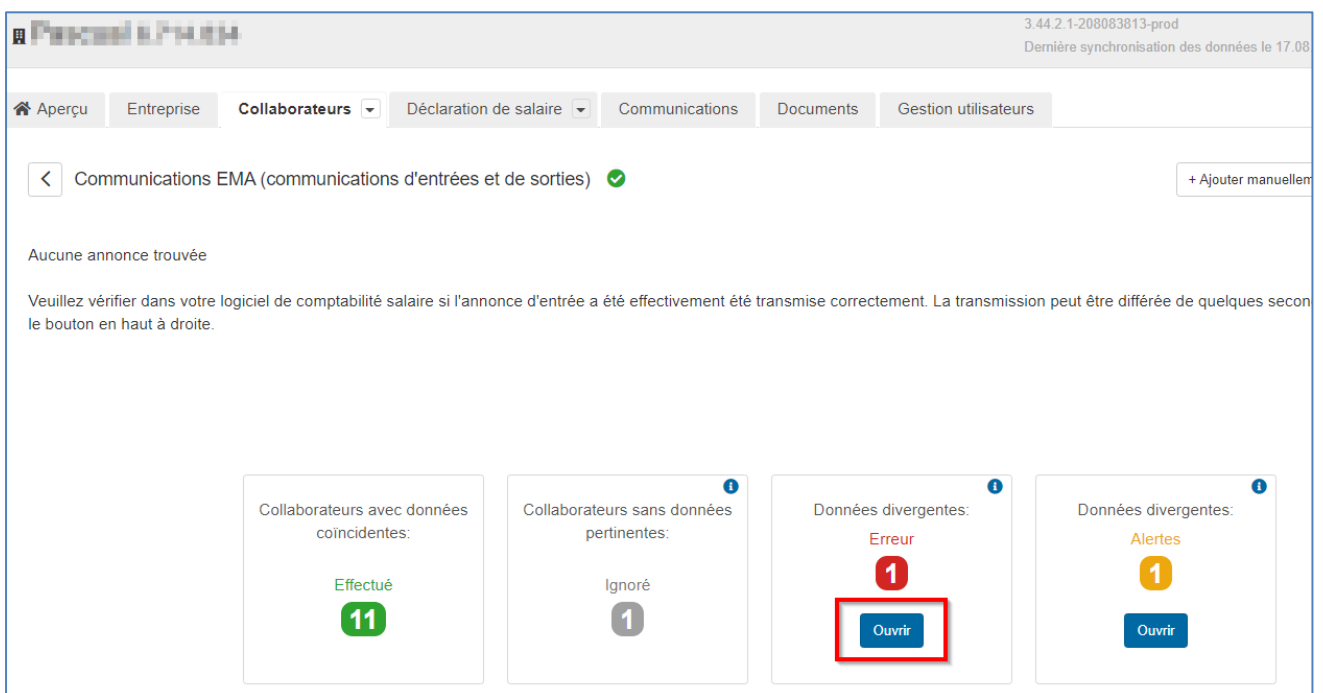 3.44.2.1-208083813-prod
Dernière synchronisation des données le 17.08
Aperçu Entreprise Collaborateurs Déclaration de salaire Communications Documents Gestion utilisateurs
Communications EMA (communications d'entrées et de sorties)
+ Ajouter manuellem
Aucune annonce trouvée
Veuillez vérifier dans votre logiciel de comptabilité salaire si l'annonce d'entrée a été effectivement été transmise correctement. La transmission peut être différée de quelques secon
le bouton en haut à droite.
Collaborateurs avec données
coïncidentes:
Effectué
11
Collaborateurs sans données
pertinentes:
Ignoré
1
Données divergentes:
Erreur
1
Ouvrir
Données divergentes:
Alertes
1
Ouvrir